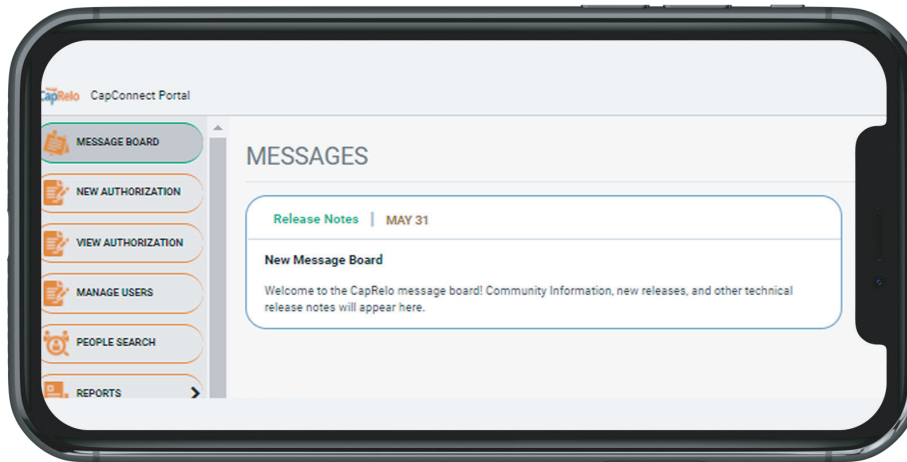 CapRelo CapConnect Portal
MESSAGE BOARD
NEW AUTHORIZATION
VIEW AUTHORIZATION
MANAGE USERS
PEOPLE SEARCH
REPORTS
MESSAGES
Release Notes | MAY 31
New Message Board
Welcome to the CapRelo message board! Community Information, new releases, and other technical
release notes will appear here.